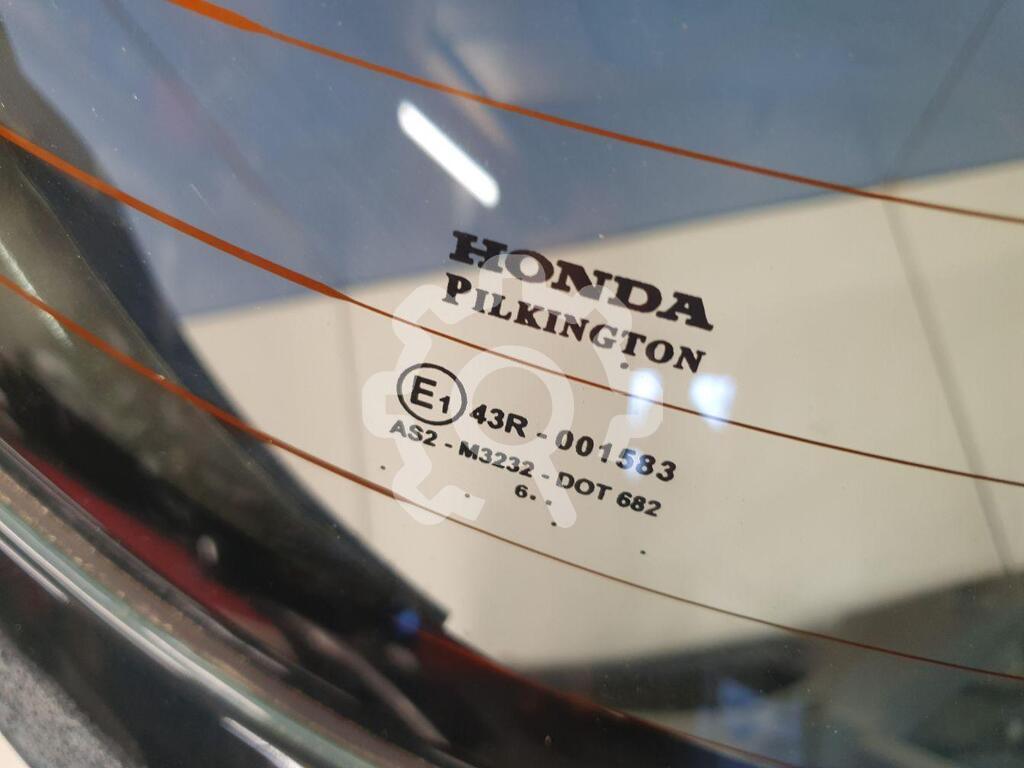 HONDA
PILKINGTON
E1 43R - 001583
AS2 - M3232 - DOT 682
6. .